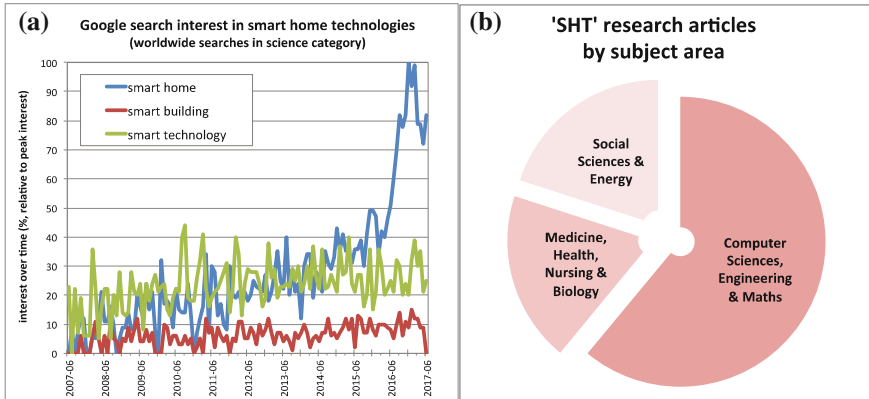 (a)
Google search interest in smart home technologies
(worldwide searches in science category)
interest over time (%, relative to peak interest)
100
90
80
70
60
50
40
30
20
10
0
smart home
smart building
smart technology
2007-06
2008-06
2009-06
2010-06
2011-06
2012-06
2013-06
2014-06
2015-06
2016-06
2017-06
(b)
'SHT' research articles
by subject area
Social
Sciences &
Energy
Medicine,
Health,
Nursing &
Biology
Computer
Sciences,
Engineering
& Maths